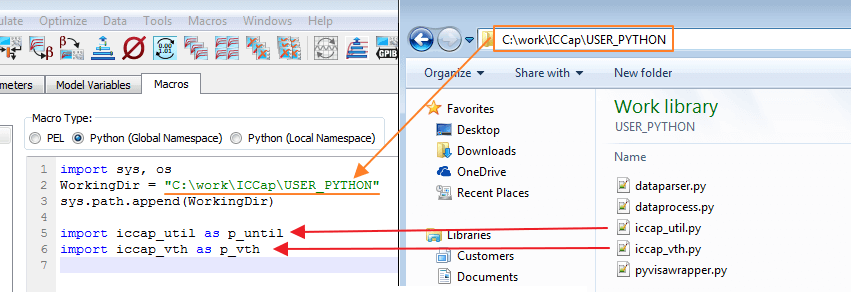 ulate Optimize Data Tools Macros Windows Help
1.00
1.01
GPIB
meters Model Variables Macros
Macro Type:
PEL Python (Global Namespace) Python (Local Namespace)
1 import sys, os
2 WorkingDir = "C:\work\ICCap\USER_PYTHON"
3 sys.path.append(WorkingDir)
4
5 import iccap_util as p_until
6 import iccap_vth as p_vth
7
C:\work\ICCap\USER_PYTHON
Organize Share with New folder
Favorites
Desktop
Downloads
OneDrive
Recent Places
Libraries
Customers
Documents
Work library
USER_PYTHON
Name
dataparser.py
dataprocess.py
iccap_util.py
iccap_vth.py
pyvisawrapper.py